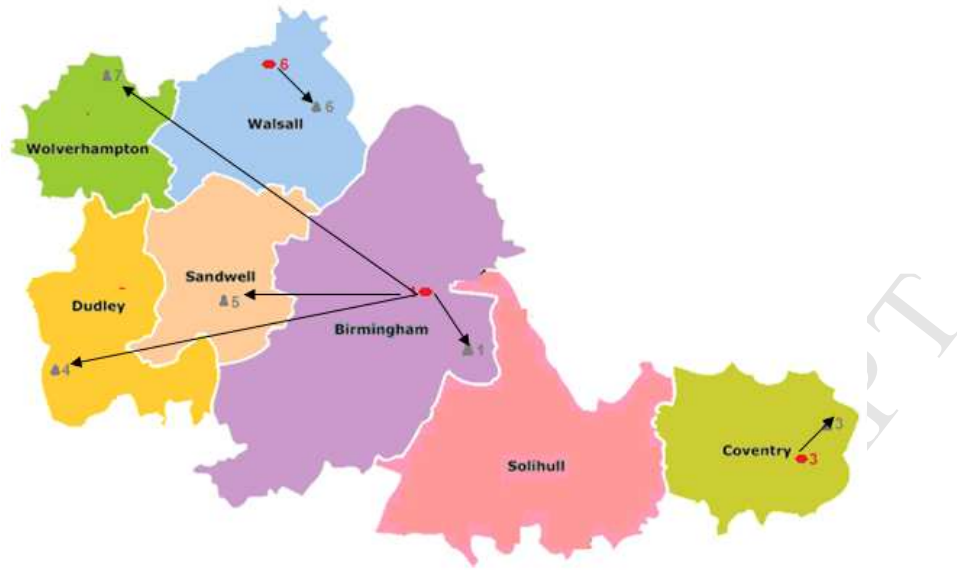 7
6
6
Walsall
Wolverhampton
Sandwell
5
Dudley
Birmingham
1
4
3
Coventry
3
Solihull